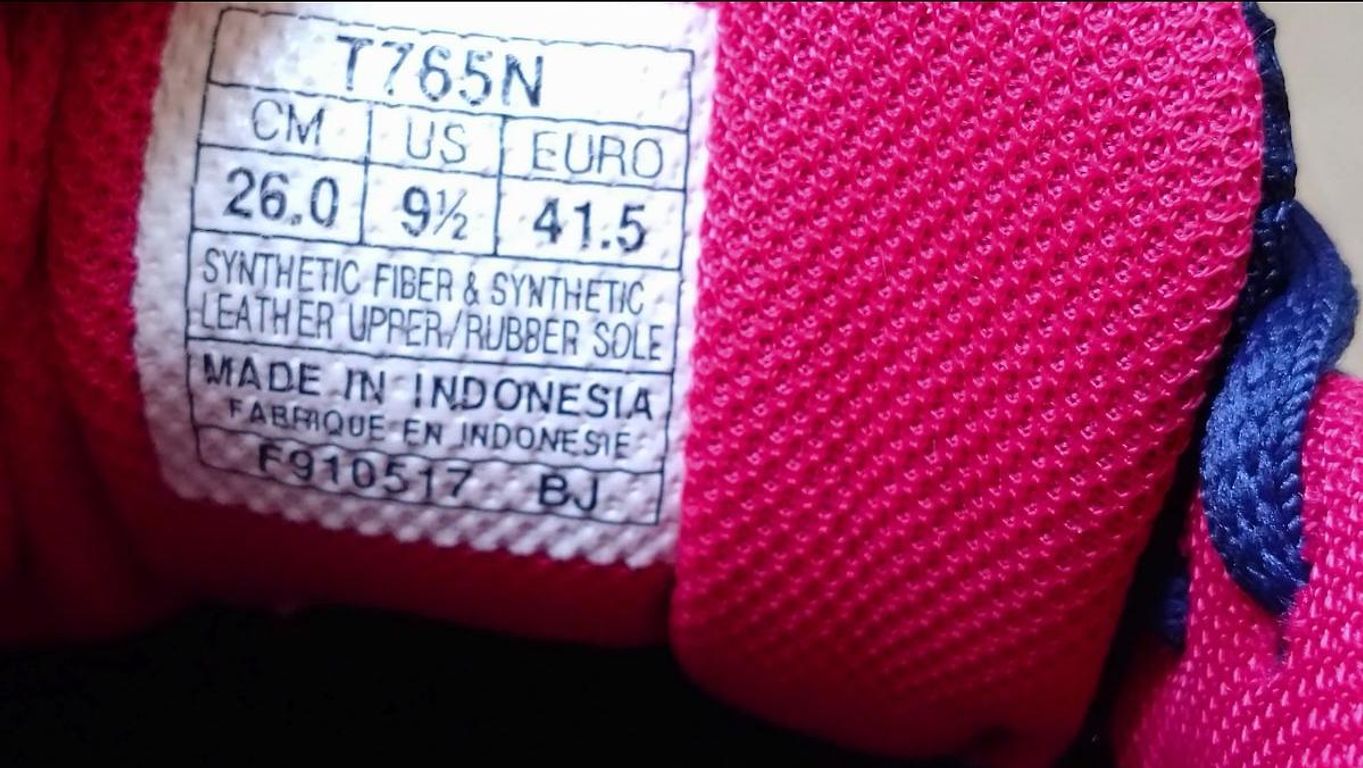 T765N
CM US EURO
26.0 9½ 41.5
SYNTHETIC FIBER & SYNTHETIC
LEATHER UPPER/RUBBER SOLE
MADE IN INDONESIA
FABRIQUE EN INDONESIE
F910517 BJ